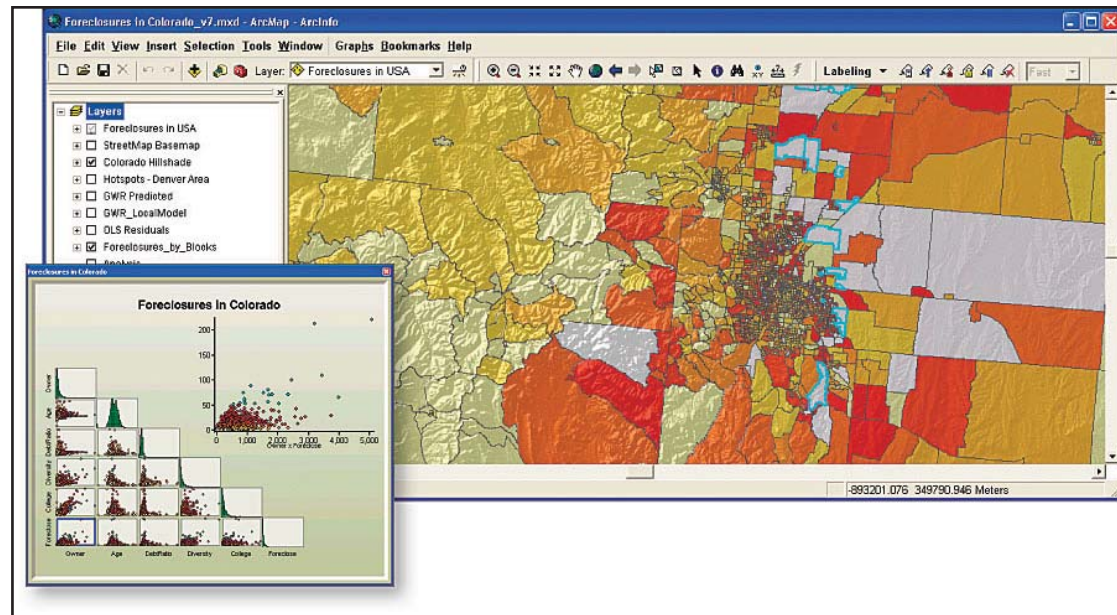 Foreclosures in Colorado_v7.mxd - ArcMap - ArcInfo
File Edit View Insert Selection Tools Window Graphs Bookmarks Help
Layer: Foreclosures in USA Labeling Fast
Layers
Foreclosures in USA
StreetMap Basemap
Colorado Hillshade
Hotspots - Denver Area
GWR Predicted
GWR_LocalModel
OLS Residuals
Foreclosures_by_Blocks
Analysis
Foreclosures in Colorado
Foreclosures in Colorado
200
150
100
50
0
0 1,000 2,000 3,000 4,000 5,000
Owner x Foreclose
Owner
Age
DebtRatio
Diversity
College
Foreclose
Owner Age DebtRatio Diversity College Foreclose
-893201.076 349790.946 Meters